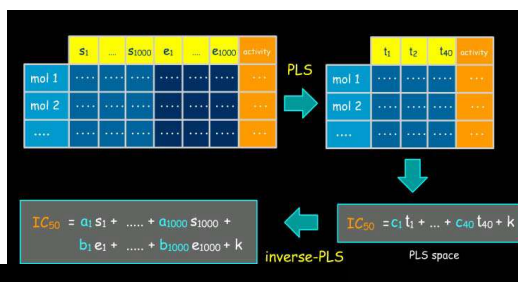 s1 .... s1000 e1 .... e1000 activity
mol 1 .... .... .... .... .... .... ...
mol 2 .... .... .... .... .... .... ...
.... .... .... .... .... .... .... ...
PLS
t1 t2 t40 activity
mol 1 .... .... .... ...
mol 2 .... .... .... ...
.... .... .... .... ...
IC50 = c1 t1 + ... + c40 t40 + k
PLS space
inverse-PLS
IC50 = a1 s1 + ..... + a1000 s1000 +
b1 e1 + ..... + b1000 e1000 + k